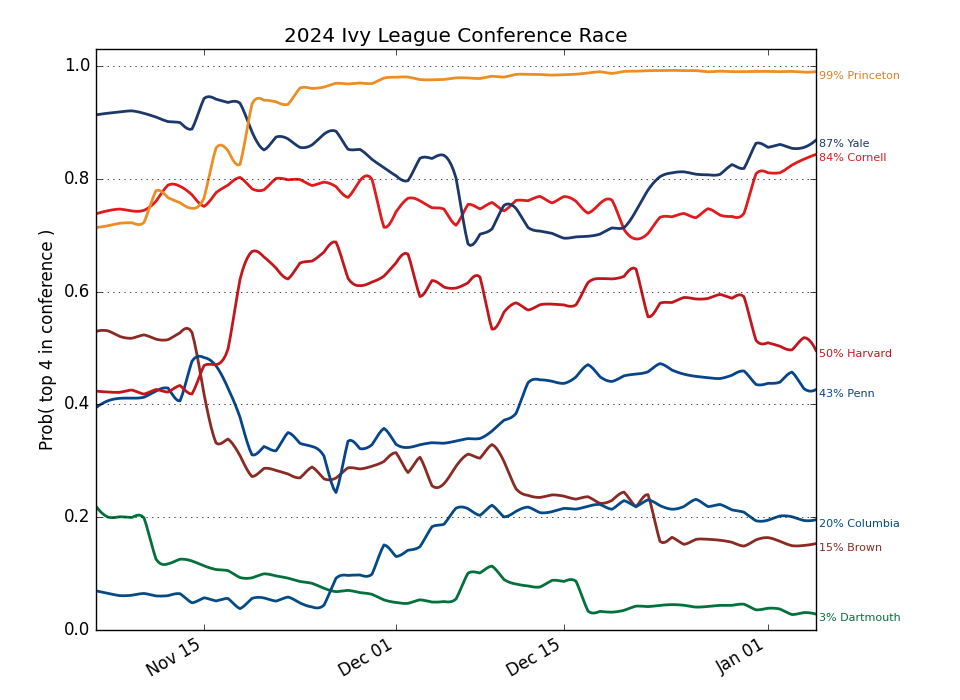 2024 Ivy League Conference Race
Prob( top 4 in conference )
1.0
0.8
0.6
0.4
0.2
0.0
Nov 15
Dec 01
Dec 15
Jan 01
99% Princeton
87% Yale
84% Cornell
50% Harvard
43% Penn
20% Columbia
15% Brown
3% Dartmouth